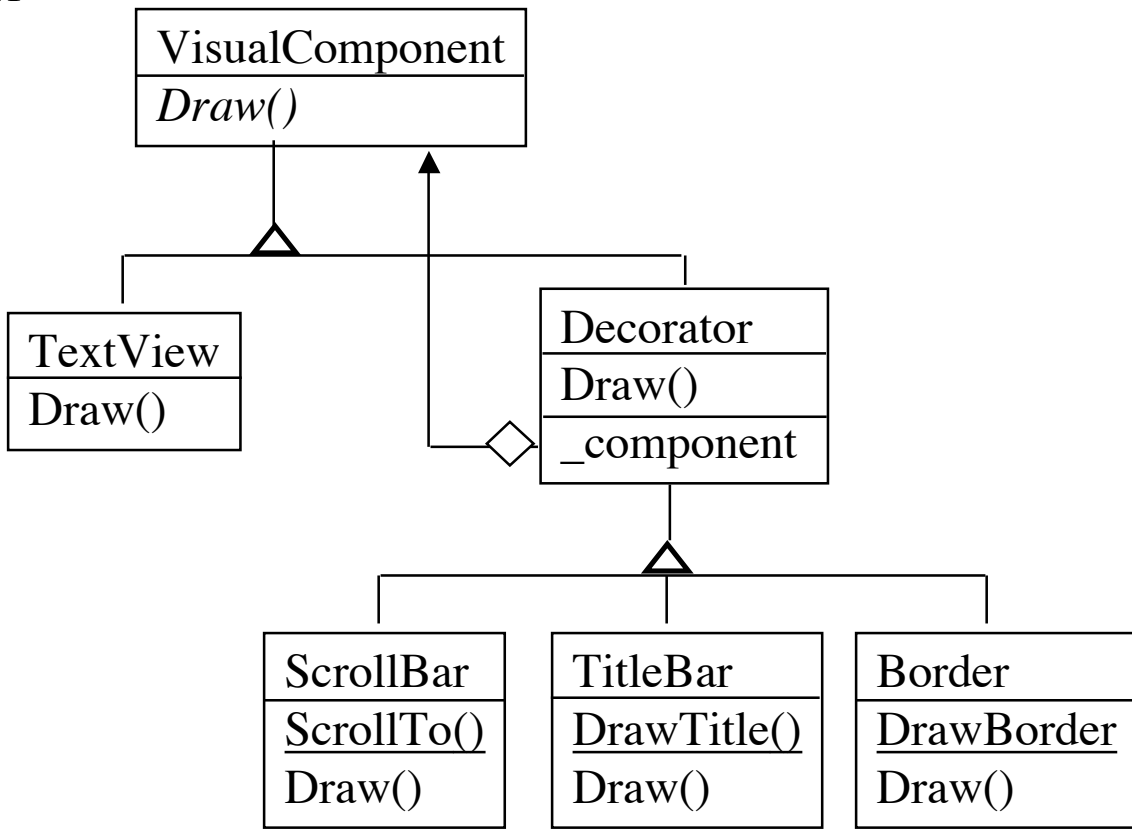 VisualComponent
Draw()
TextView
Draw()
Decorator
Draw()
_component
ScrollBar
ScrollTo()
Draw()
TitleBar
DrawTitle()
Draw()
Border
DrawBorder
Draw()